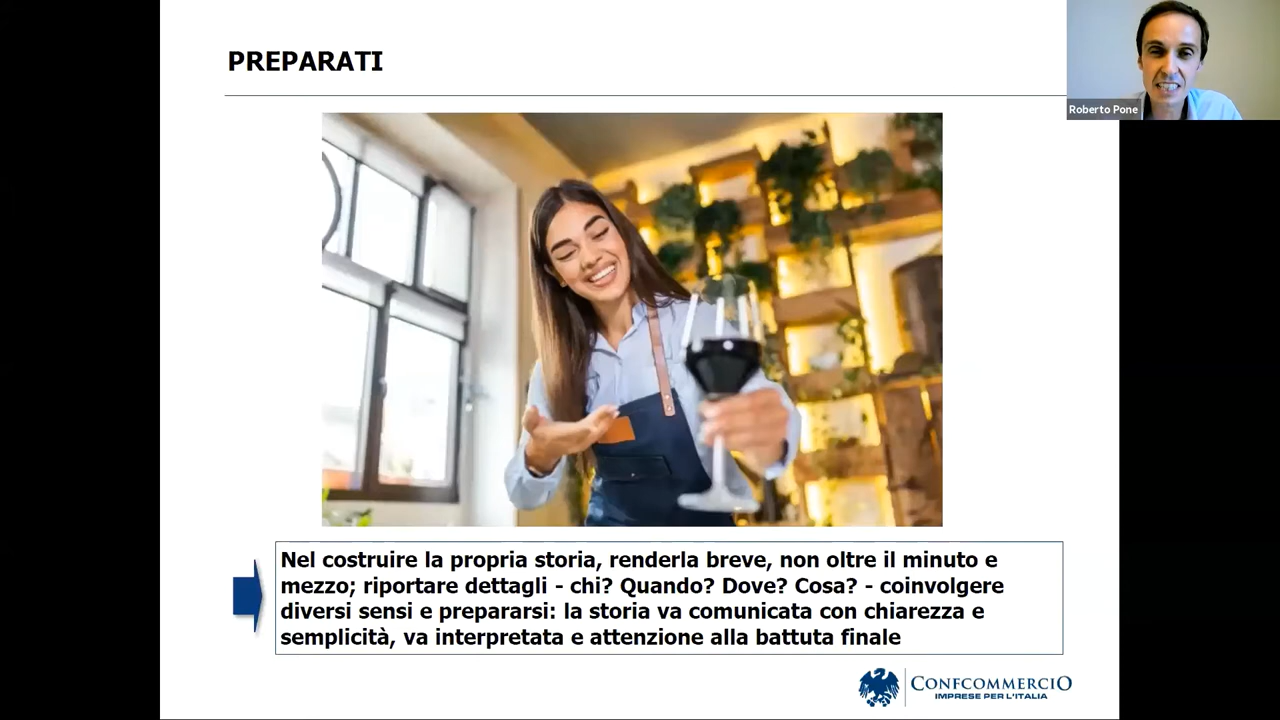 PREPARATI
Roberto Pone
Nel costruire la propria storia, renderla breve, non oltre il minuto e
mezzo; riportare dettagli - chi? Quando? Dove? Cosa? - coinvolgere
diversi sensi e prepararsi: la storia va comunicata con chiarezza e
semplicità, va interpretata e attenzione alla battuta finale
CONFCOMMERCIO
IMPRESE PER L'ITALIA